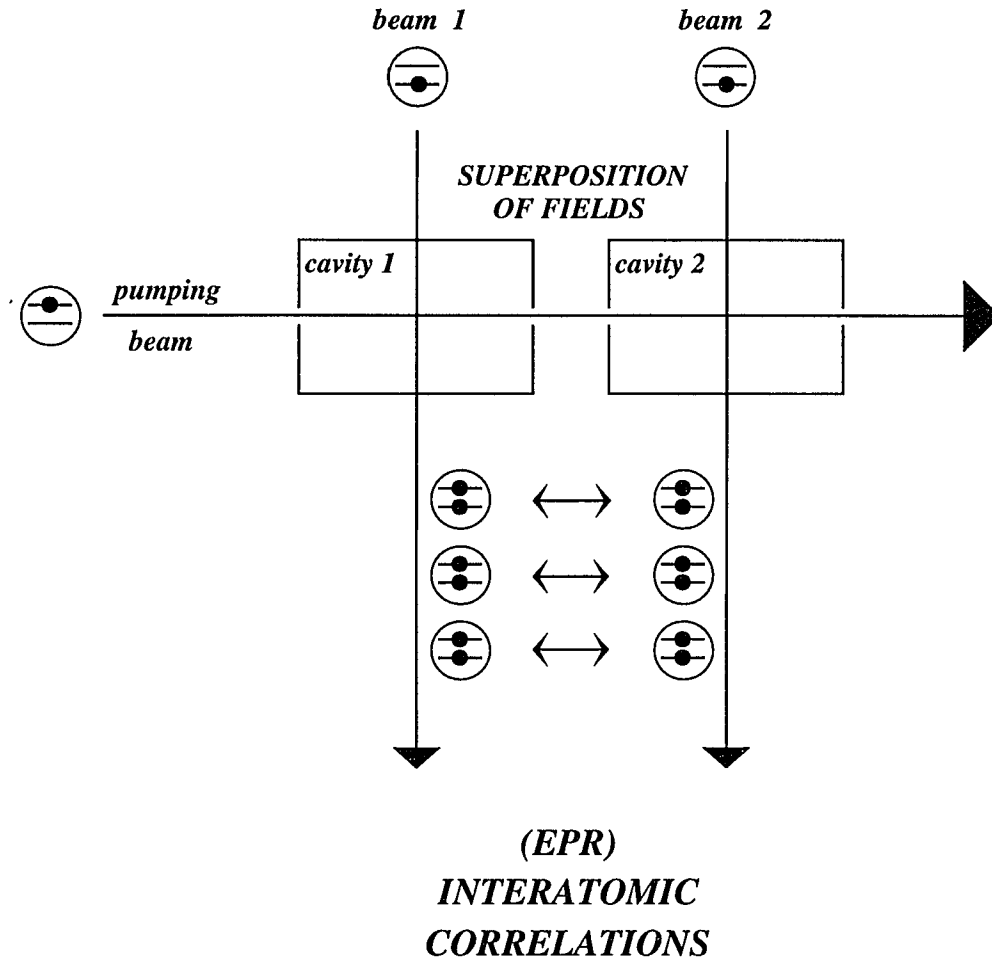 beam 1
beam 2
SUPERPOSITION
OF FIELDS
cavity 1
cavity 2
pumping
beam
(EPR)
INTERATOMIC
CORRELATIONS